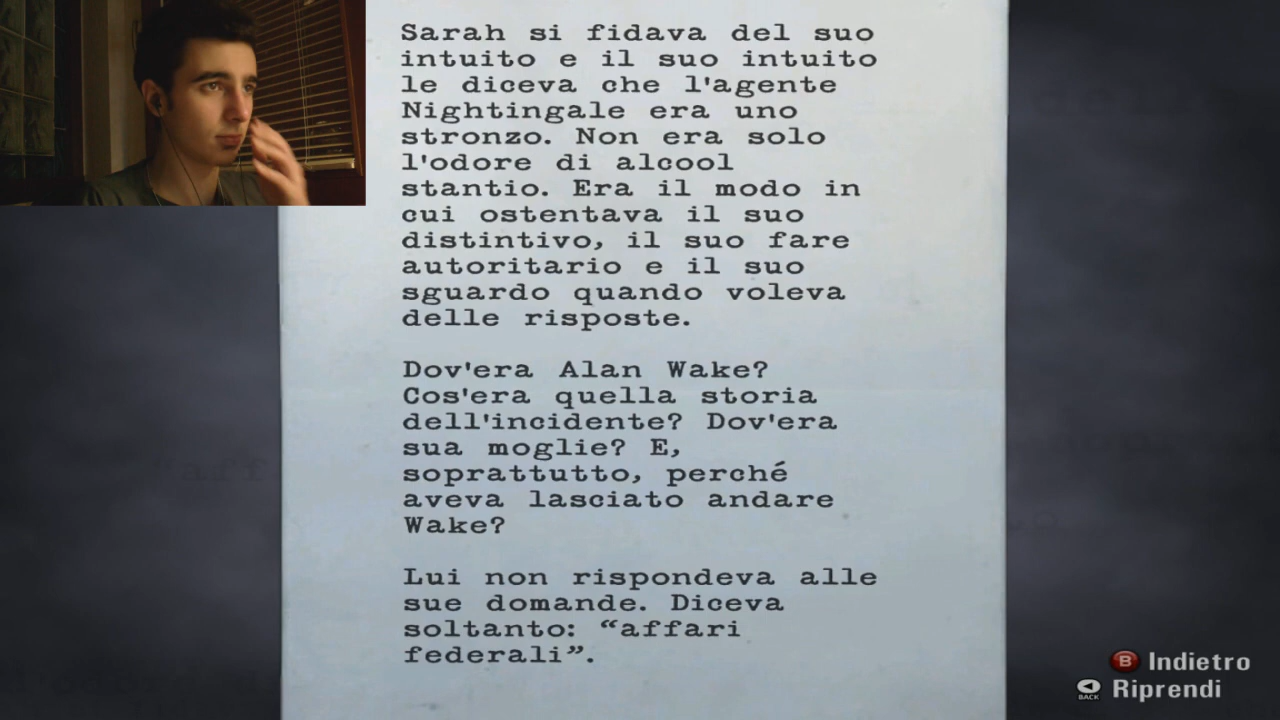 Sarah si fidava del suo
intuito e il suo intuito
le diceva che l'agente
Nightingale era uno
stronzo. Non era solo
l'odore di alcool
stantio. Era il modo in
cui ostentava il suo
distintivo, il suo fare
autoritario e il suo
sguardo quando voleva
delle risposte.
Dov'era Alan Wake?
Cos'era quella storia
dell'incidente? Dov'era
sua moglie? E,
soprattutto, perché
aveva lasciato andare
Wake?
Lui non rispondeva alle
sue domande. Diceva
soltanto: “affari
federali”.
B Indietro
BACK Riprendi